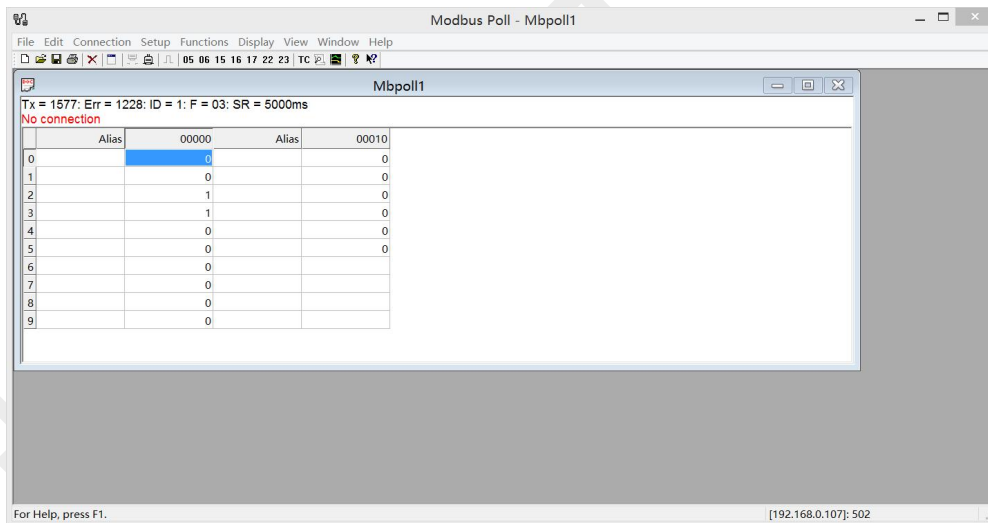 Modbus Poll - Mbpoll1
File Edit Connection Setup Functions Display View Window Help
05 06 15 16 17 22 23 TC
Mbpoll1
Tx = 1577: Err = 1228: ID = 1: F = 03: SR = 5000ms
No connection
Alias 00000 Alias 00010
0 0 0
1 0 0
2 1 0
3 1 0
4 0 0
5 0 0
6 0
7 0
8 0
9 0
For Help, press F1. [192.168.0.107]: 502